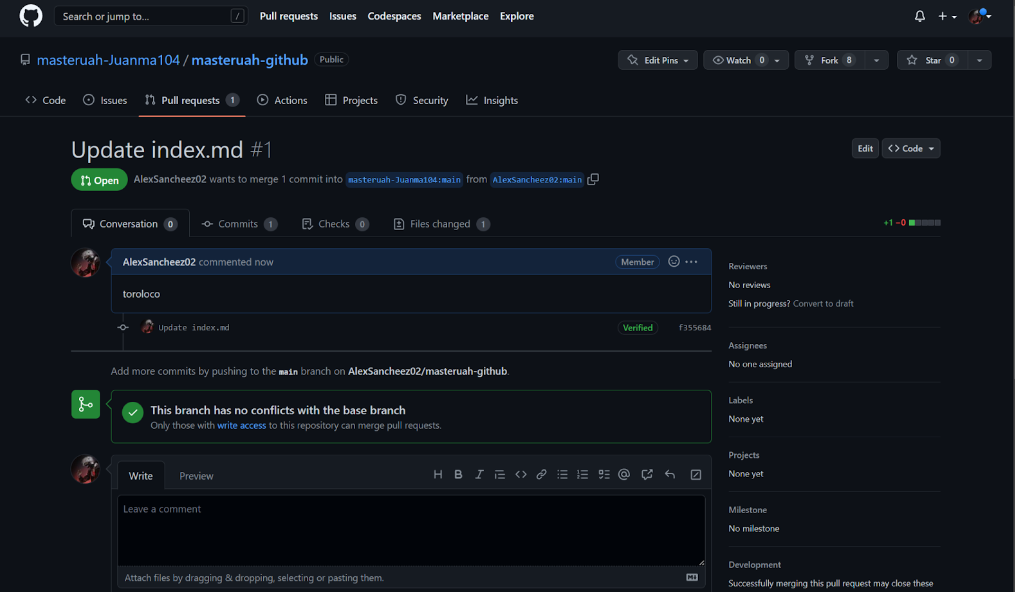 Search or jump to... / Pull requests Issues Codespaces Marketplace Explore
masteruah-Juanma104 / masteruah-github Public Edit Pins Watch 0 Fork 8 Star 0
Code Issues Pull requests 1 Actions Projects Security Insights
Update index.md #1 Edit Code
Open AlexSancheez02 wants to merge 1 commit into masteruah-Juanma104:main from AlexSancheez02:main
Conversation 0 Commits 1 Checks 0 Files changed 1 +1 −0
AlexSancheez02 commented now Member
toroloco
Update index.md Verified f355684
Add more commits by pushing to the main branch on AlexSancheez02/masteruah-github.
This branch has no conflicts with the base branch
Only those with write access to this repository can merge pull requests.
Write Preview H B I
Leave a comment
Attach files by dragging & dropping, selecting or pasting them.
Reviewers
No reviews
Still in progress? Convert to draft
Assignees
No one assigned
Labels
None yet
Projects
None yet
Milestone
No milestone
Development
Successfully merging this pull request may close these